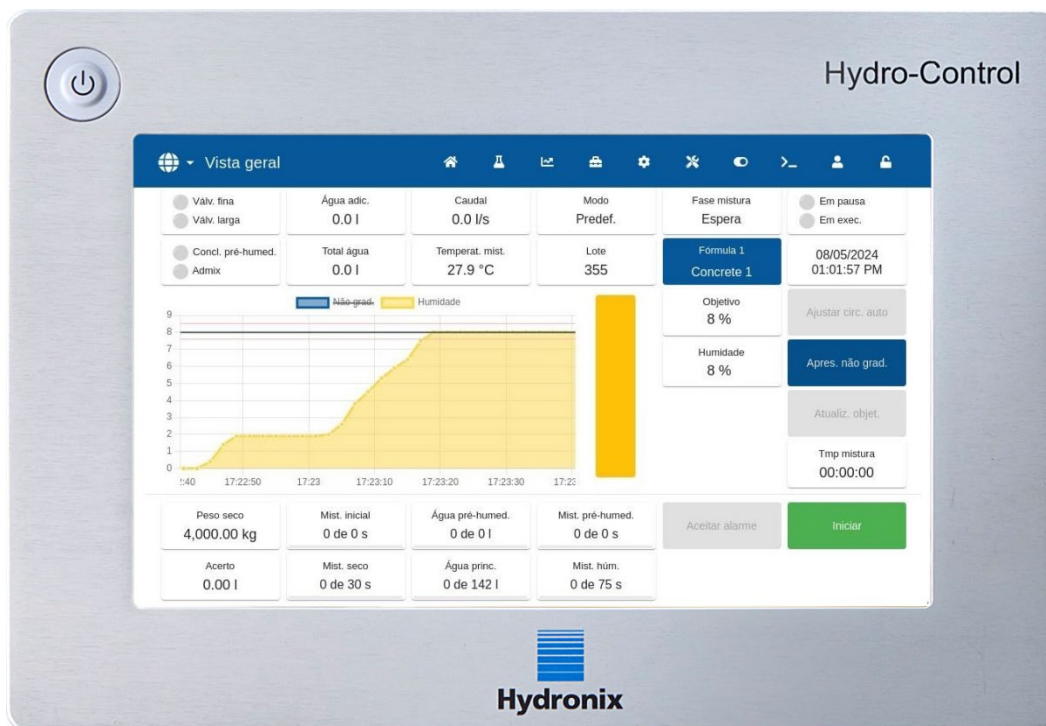 Hydro-Control
Vista geral
Válv. fina
Válv. larga
Água adic.
0.0 l
Caudal
0.0 l/s
Modo
Predef.
Fase mistura
Espera
Em pausa
Em exec.
Concl. pré-humed.
Admix
Total água
0.0 l
Temperat. mist.
27.9 °C
Lote
355
Fórmula 1
Concrete 1
08/05/2024
01:01:57 PM
Não grad.
Humidade
9
8
7
6
5
4
3
2
1
0
:40
17:22:50
17:23
17:23:10
17:23:20
17:23:30
17:23
Objetivo
8 %
Humidade
8 %
Ajustar circ. auto
Apres. não grad.
Atualiz. objet.
Tmp mistura
00:00:00
Peso seco
4,000.00 kg
Mist. inicial
0 de 0 s
Água pré-humed.
0 de 0 l
Mist. pré-humed.
0 de 0 s
Aceitar alarme
Iniciar
Acerto
0.00 l
Mist. seco
0 de 30 s
Água princ.
0 de 142 l
Mist. húm.
0 de 75 s
Hydronix